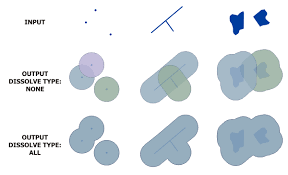 INPUT
OUTPUT
DISSOLVE TYPE:
NONE
OUTPUT
DISSOLVE TYPE:
ALL